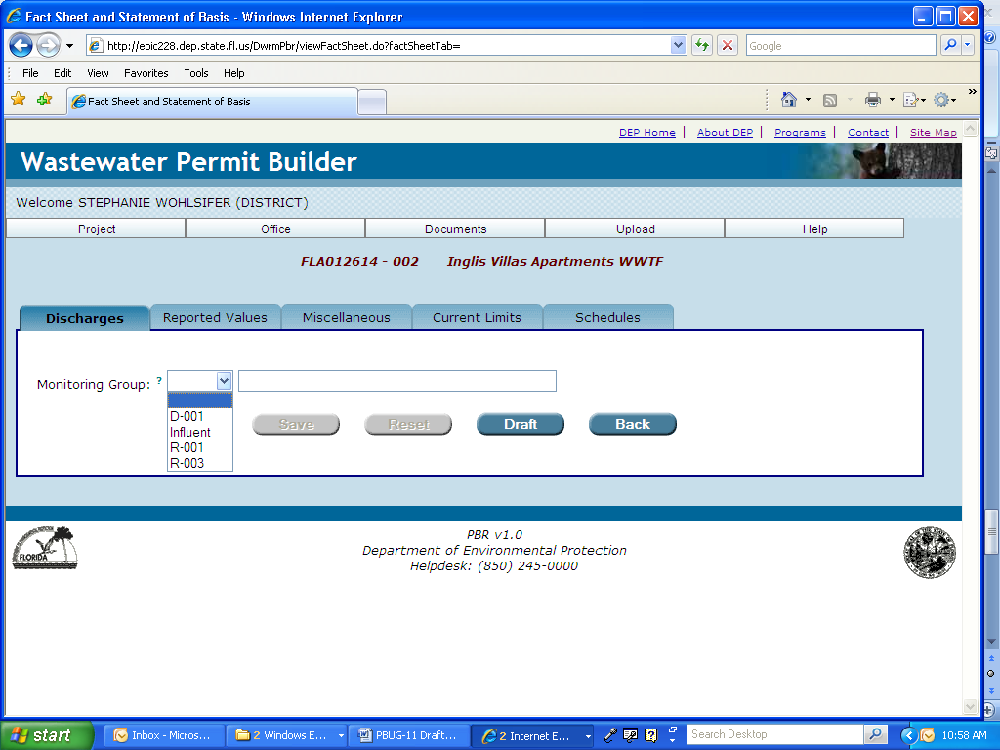 Fact Sheet and Statement of Basis - Windows Internet Explorer
http://epic228.dep.state.fl.us/DwrmPbr/viewFactSheet.do?factSheetTab=
Google
File Edit View Favorites Tools Help
Fact Sheet and Statement of Basis
»
DEP Home | About DEP | Programs | Contact | Site Map
Wastewater Permit Builder
Welcome STEPHANIE WOHLSIFER (DISTRICT)
Project Office Documents Upload Help
FLA012614 - 002 Inglis Villas Apartments WWTF
Discharges Reported Values Miscellaneous Current Limits Schedules
Monitoring Group: ?
D-001
Influent
R-001
R-003
Save Reset Draft Back
PBR v1.0
Department of Environmental Protection
Helpdesk: (850) 245-0000
FLORIDA
start Inbox - Micros... 2 Windows E... PBUG-11 Draft... 2 Internet E... Search Desktop 10:58 AM